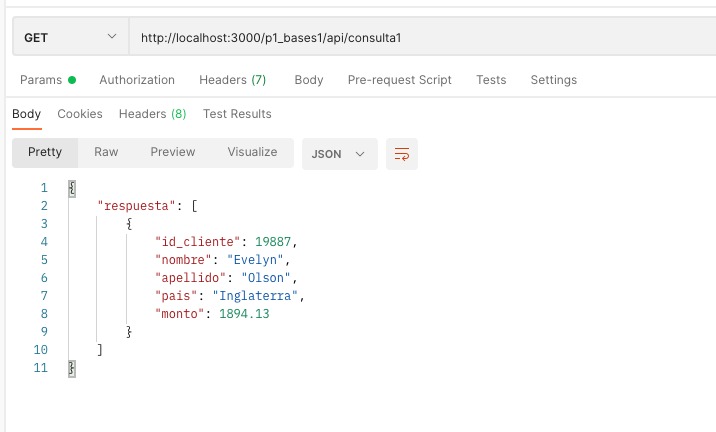 GET http://localhost:3000/p1_bases1/api/consulta1
Params Authorization Headers (7) Body Pre-request Script Tests Settings
Body Cookies Headers (8) Test Results
Pretty Raw Preview Visualize JSON
1 {
2 "respuesta": [
3 {
4 "id_cliente": 19887,
5 "nombre": "Evelyn",
6 "apellido": "Olson",
7 "pais": "Inglaterra",
8 "monto": 1894.13
9 }
10 ]
11 }